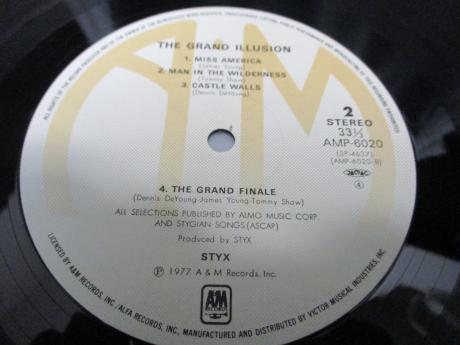 THE GRAND ILLUSION
1. MISS AMERICA
(James Young)
2. MAN IN THE WILDERNESS
(Tommy Shaw)
3. CASTLE WALLS
(Dennis DeYoung)
2
STEREO
33⅓
AMP-6020
(SP-4637)
(AMP-6020-B)
4
4. THE GRAND FINALE
(Dennis DeYoung-James Young-Tommy Shaw)
ALL SELECTIONS PUBLISHED BY ALMO MUSIC CORP.
AND STYGIAN SONGS (ASCAP)
Produced by STYX
STYX
Ⓟ 1977 A & M Records, Inc.
A&M
RECORDS
LICENSED BY A&M RECORDS, INC./ALFA RECORDS, INC., MANUFACTURED AND DISTRIBUTED BY VICTOR MUSICAL INDUSTRIES, INC.